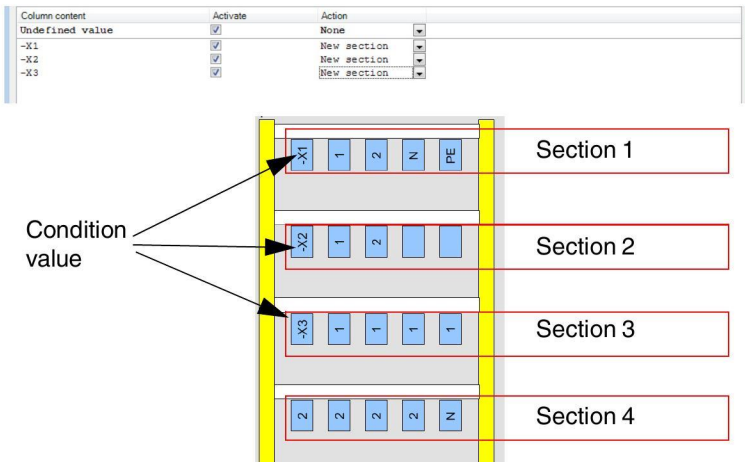 Column content Activate Action
Undefined value None
-X1 New section
-X2 New section
-X3 New section
-X1 1 2 N PE Section 1
Condition
value
-X2 1 2 Section 2
-X3 1 1 1 1 Section 3
2 2 2 2 N Section 4